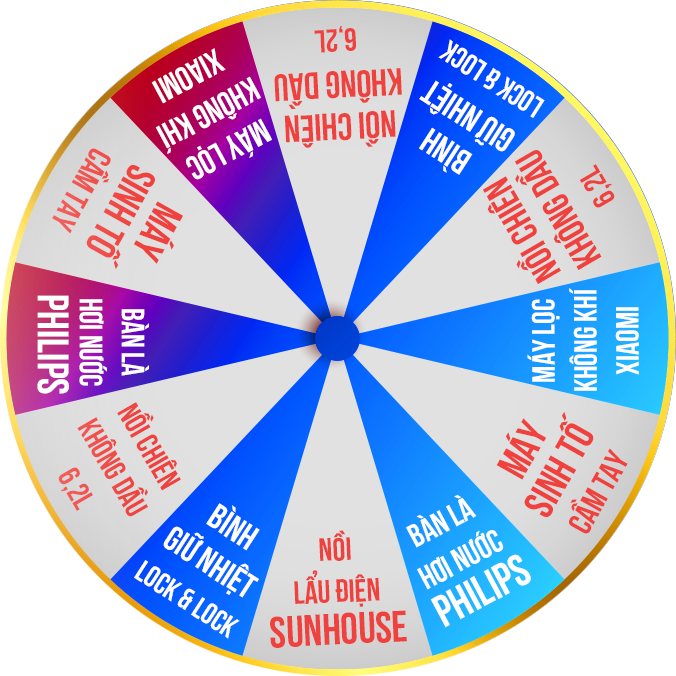 NỒI CHIÊN
KHÔNG DẦU
6,2L
BÌNH
GIỮ NHIỆT
LOCK & LOCK
NỒI CHIÊN
KHÔNG DẦU
6,2L
MÁY LỌC
KHÔNG KHÍ
XIAOMI
MÁY
SINH TỐ
CẦM TAY
BÀN LÀ
HƠI NƯỚC
PHILIPS
NỒI
LẨU ĐIỆN
SUNHOUSE
BÌNH
GIỮ NHIỆT
LOCK & LOCK
NỒI CHIÊN
KHÔNG DẦU
6,2L
BÀN LÀ
HƠI NƯỚC
PHILIPS
MÁY
SINH TỐ
CẦM TAY
MÁY LỌC
KHÔNG KHÍ
XIAOMI